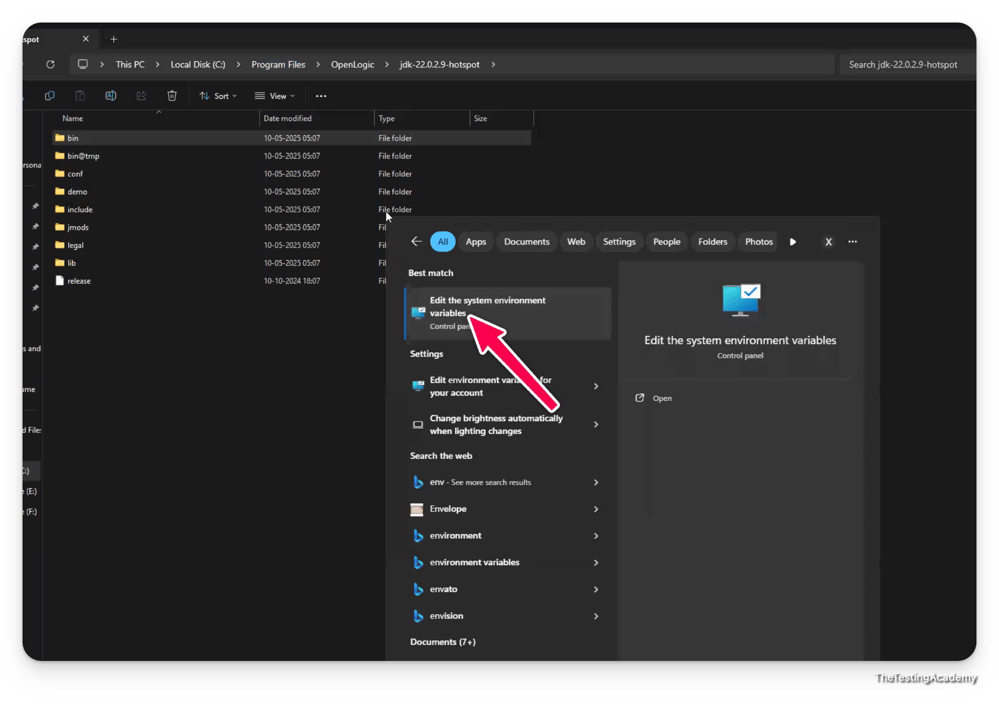 spot
This PC > Local Disk (C:) > Program Files > OpenLogic > jdk-22.0.2.9-hotspot >
Search jdk-22.0.2.9-hotspot
Sort
View
Name Date modified Type Size
bin 10-05-2025 05:07 File folder
bin@tmp 10-05-2025 05:07 File folder
conf 10-05-2025 05:07 File folder
demo 10-05-2025 05:07 File folder
include 10-05-2025 05:07 File folder
jmods 10-05-2025 05:07 Fil
legal 10-05-2025 05:07 Fil
lib 10-05-2025 05:07 Fil
release 10-10-2024 18:07 Fil
rsona
s and
ume
d Files
C:)
e (E:)
e (F:)
All Apps Documents Web Settings People Folders Photos X
Best match
Edit the system environment
variables
Control pan
Settings
Edit environment varia for
your account
Change brightness automatically
when lighting changes
Search the web
env - See more search results
Envelope
environment
environment variables
envato
envision
Documents (7+)
Edit the system environment variables
Control panel
Open
TheTestingAcademy